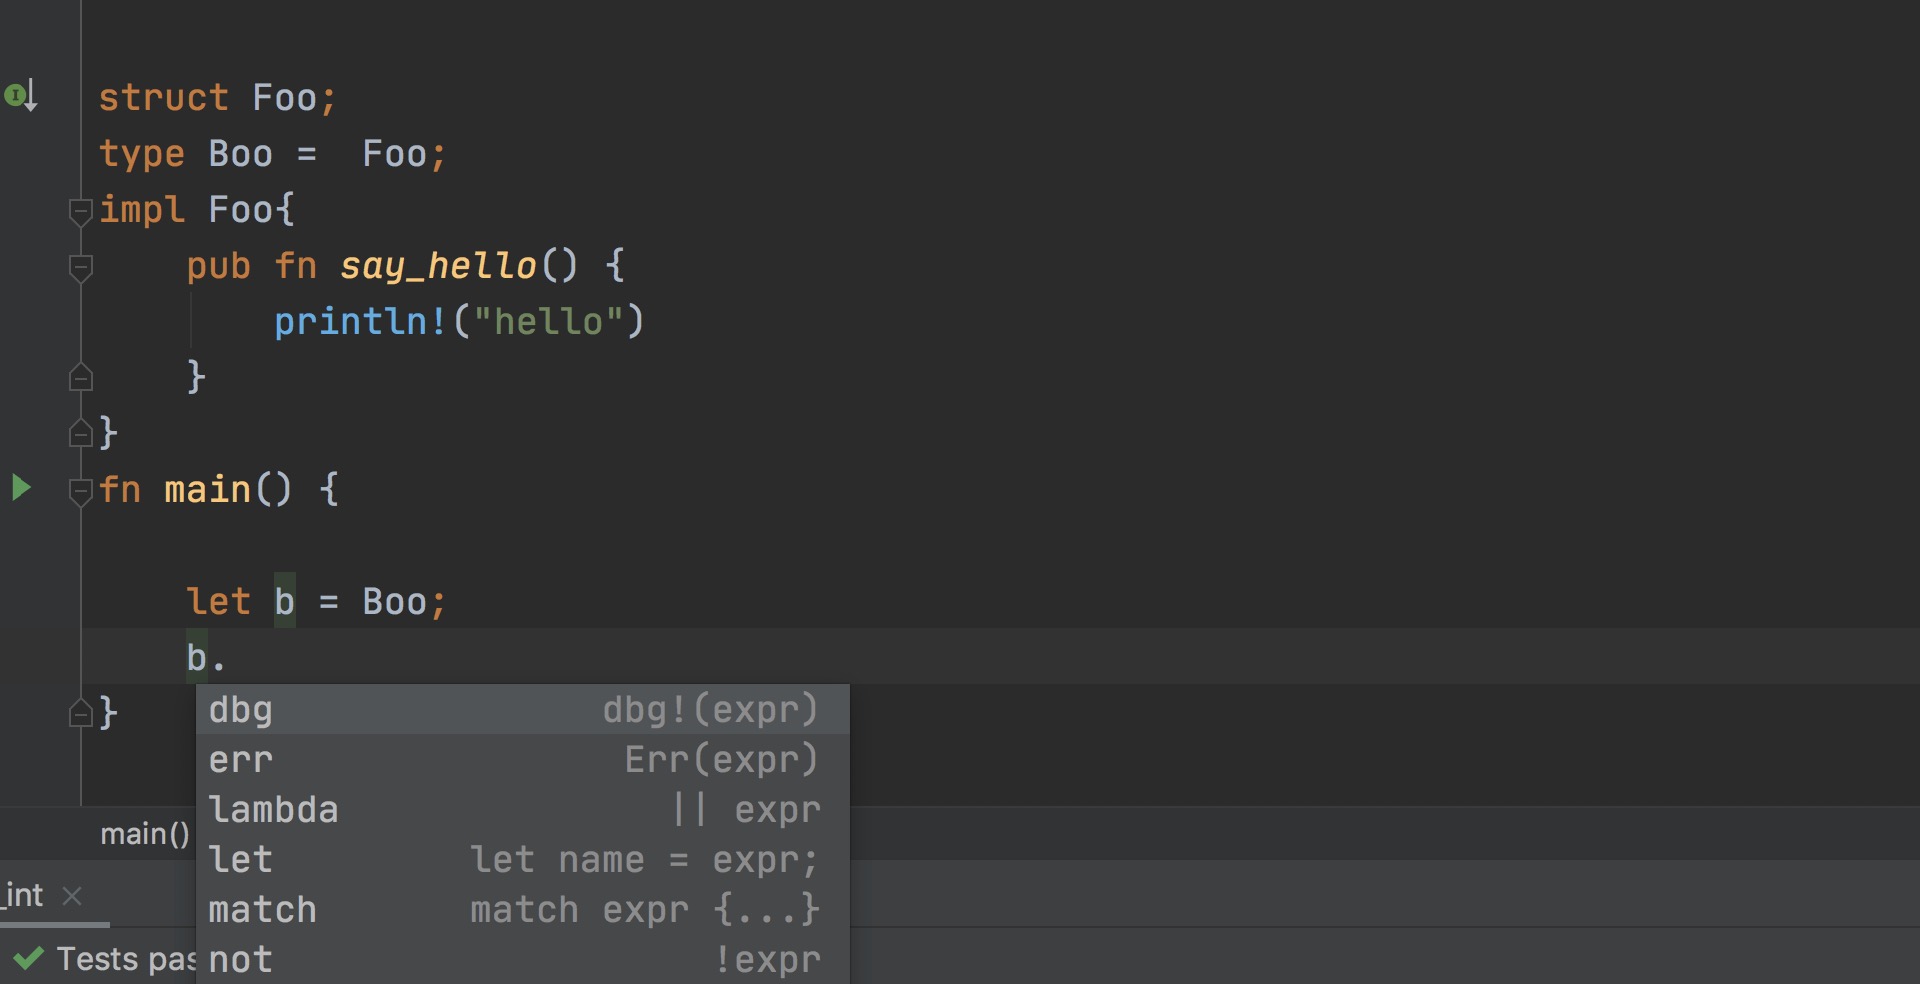 struct Foo;
type Boo =  Foo;
impl Foo{
    pub fn say_hello() {
        println!("hello")
    }
}
fn main() {
    let b = Boo;
    b.
}
dbg dbg!(expr)
err Err(expr)
lambda || expr
let let name = expr;
match match expr {...}
not !expr
main()
_int
Tests pas